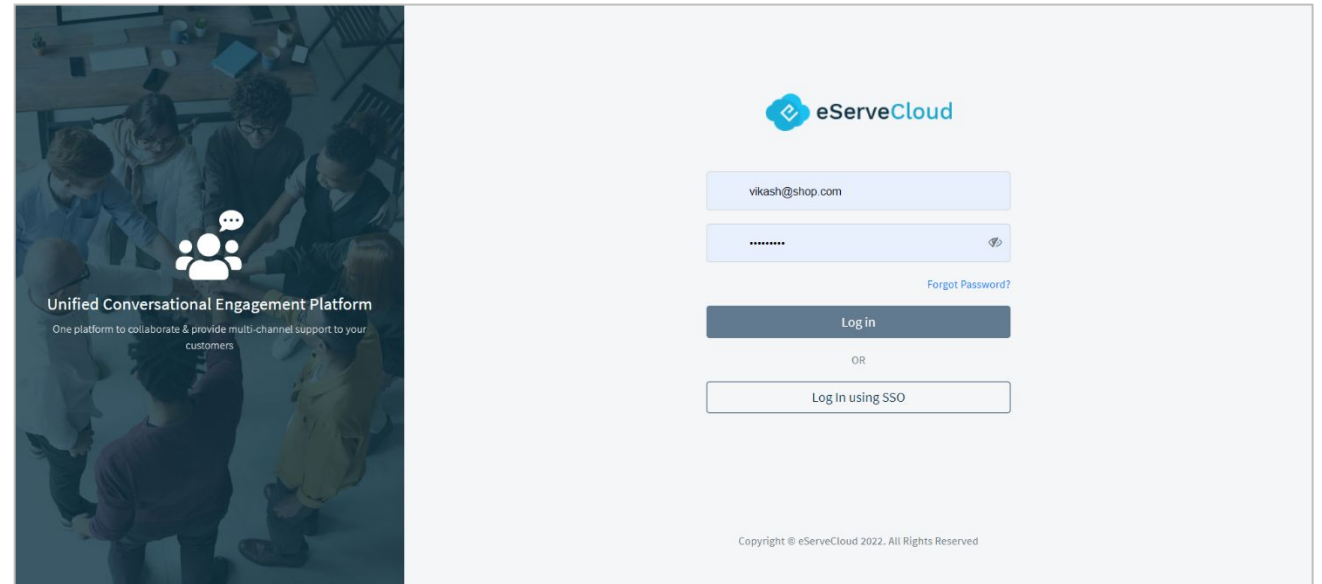 Unified Conversational Engagement Platform
One platform to collaborate & provide multi-channel support to your
customers
eServeCloud
vikash@shop.com
•••••••••
Forgot Password?
Log in
OR
Log In using SSO
Copyright © eServeCloud 2022. All Rights Reserved